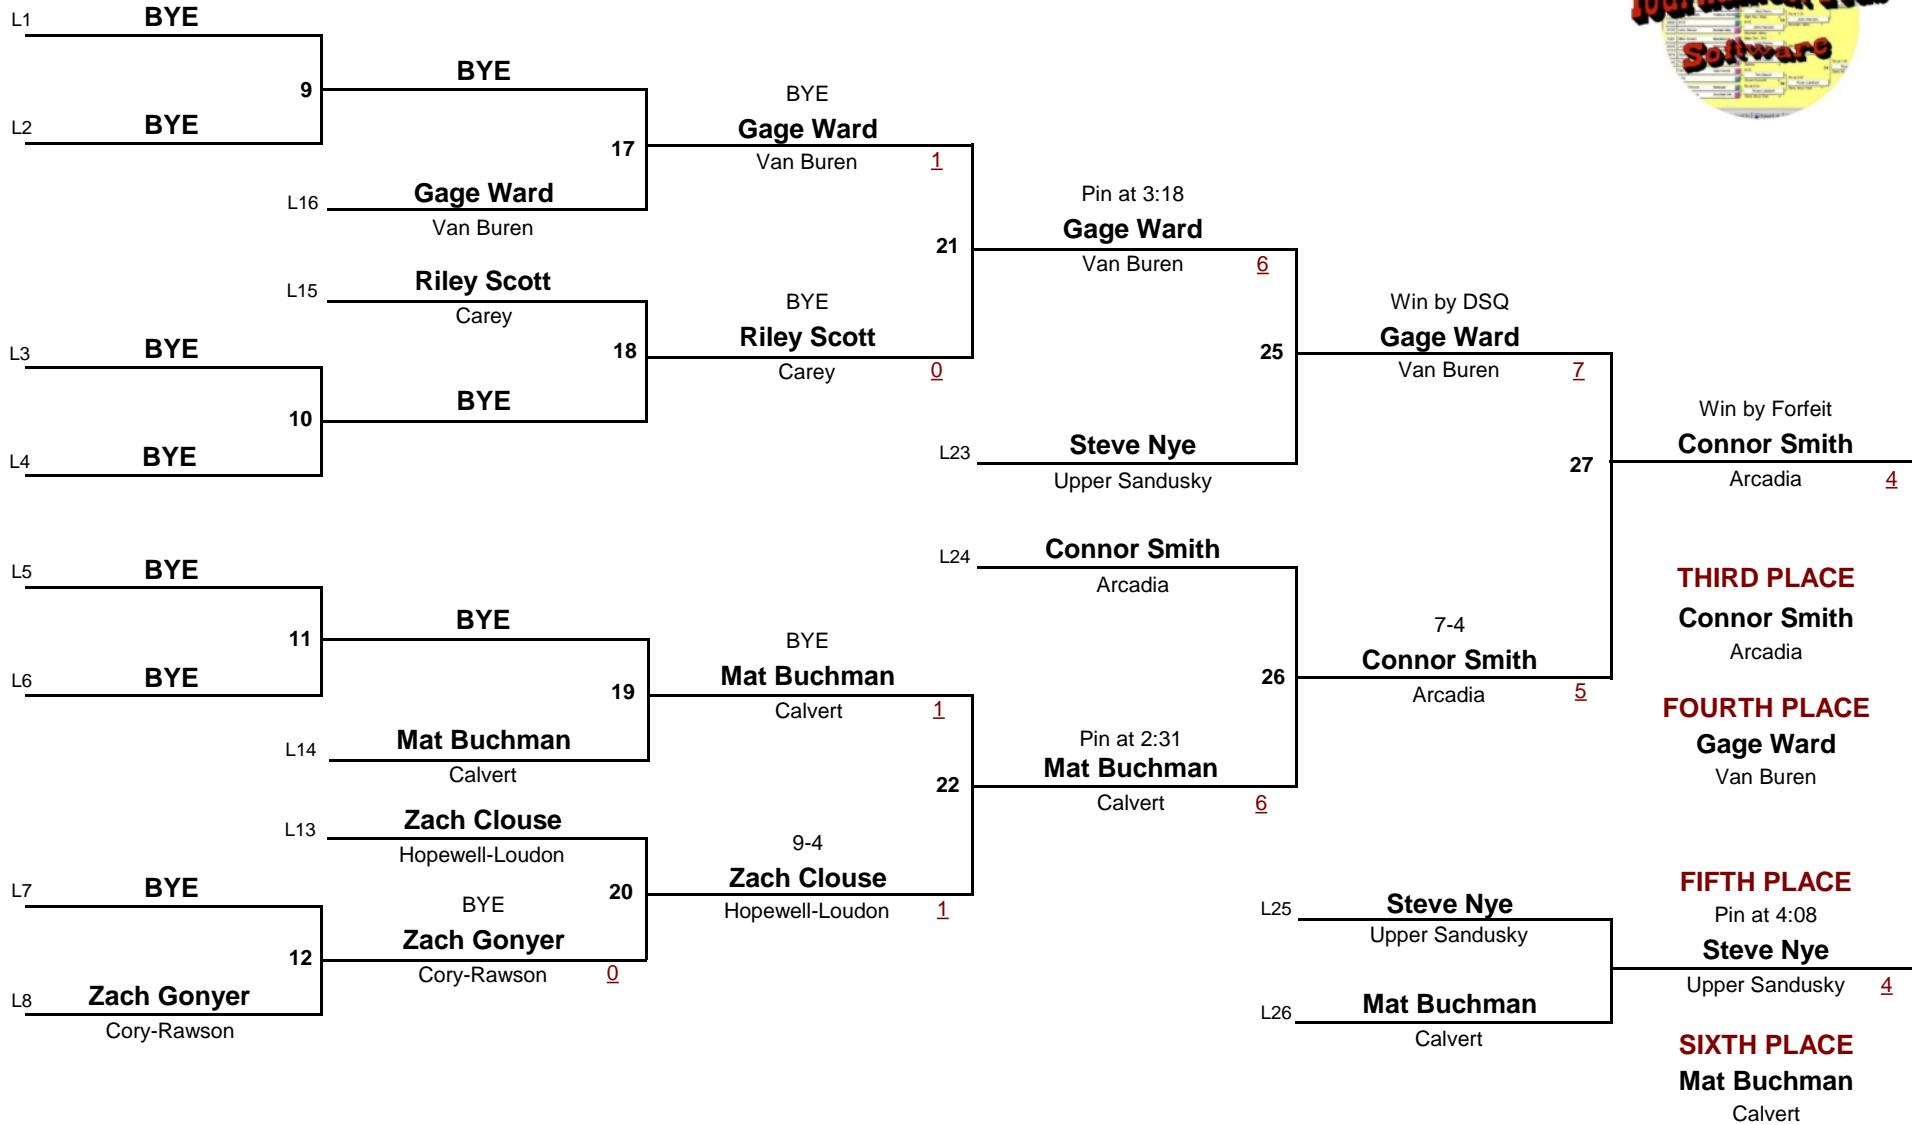 L1
BYE
9
L2
BYE
BYE
17
L16
Gage Ward
Van Buren
BYE
Gage Ward
Van Buren
1
L15
Riley Scott
Carey
L3
BYE
10
L4
BYE
18
BYE
BYE
Riley Scott
Carey
0
21
Pin at 3:18
Gage Ward
Van Buren
6
25
L23
Steve Nye
Upper Sandusky
Win by DSQ
Gage Ward
Van Buren
7
27
Win by Forfeit
Connor Smith
Arcadia
4
L5
BYE
11
L6
BYE
BYE
19
L14
Mat Buchman
Calvert
BYE
Mat Buchman
Calvert
1
L13
Zach Clouse
Hopewell-Loudon
L7
BYE
12
L8
Zach Gonyer
Cory-Rawson
20
BYE
Zach Gonyer
Cory-Rawson
0
9-4
Zach Clouse
Hopewell-Loudon
1
22
L24
Connor Smith
Arcadia
26
Pin at 2:31
Mat Buchman
Calvert
6
7-4
Connor Smith
Arcadia
5
THIRD PLACE
Connor Smith
Arcadia
FOURTH PLACE
Gage Ward
Van Buren
L25
Steve Nye
Upper Sandusky
L26
Mat Buchman
Calvert
FIFTH PLACE
Pin at 4:08
Steve Nye
Upper Sandusky
4
SIXTH PLACE
Mat Buchman
Calvert
Software